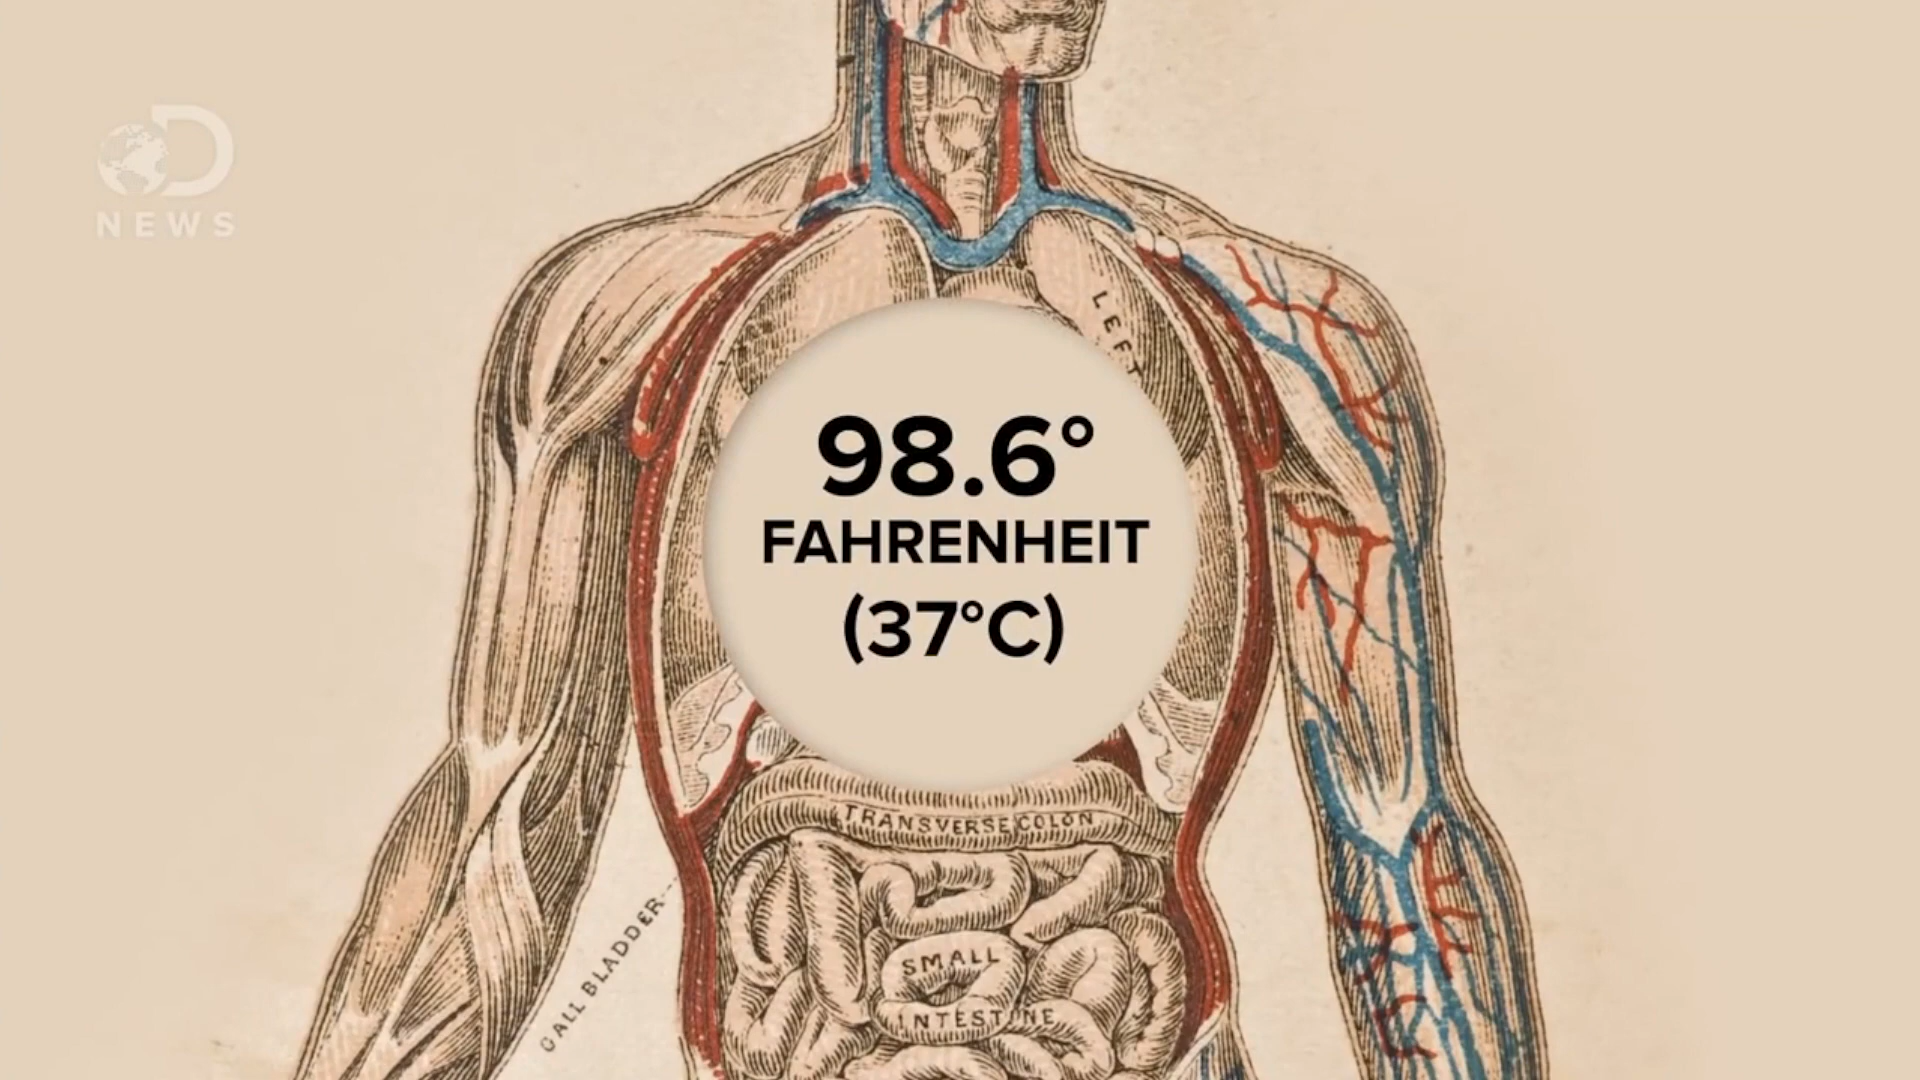 D
NEWS
LEFT
98.6°
FAHRENHEIT
(37°C)
TRANSVERSE COLON
GALL BLADDER
SMALL
INTESTINE